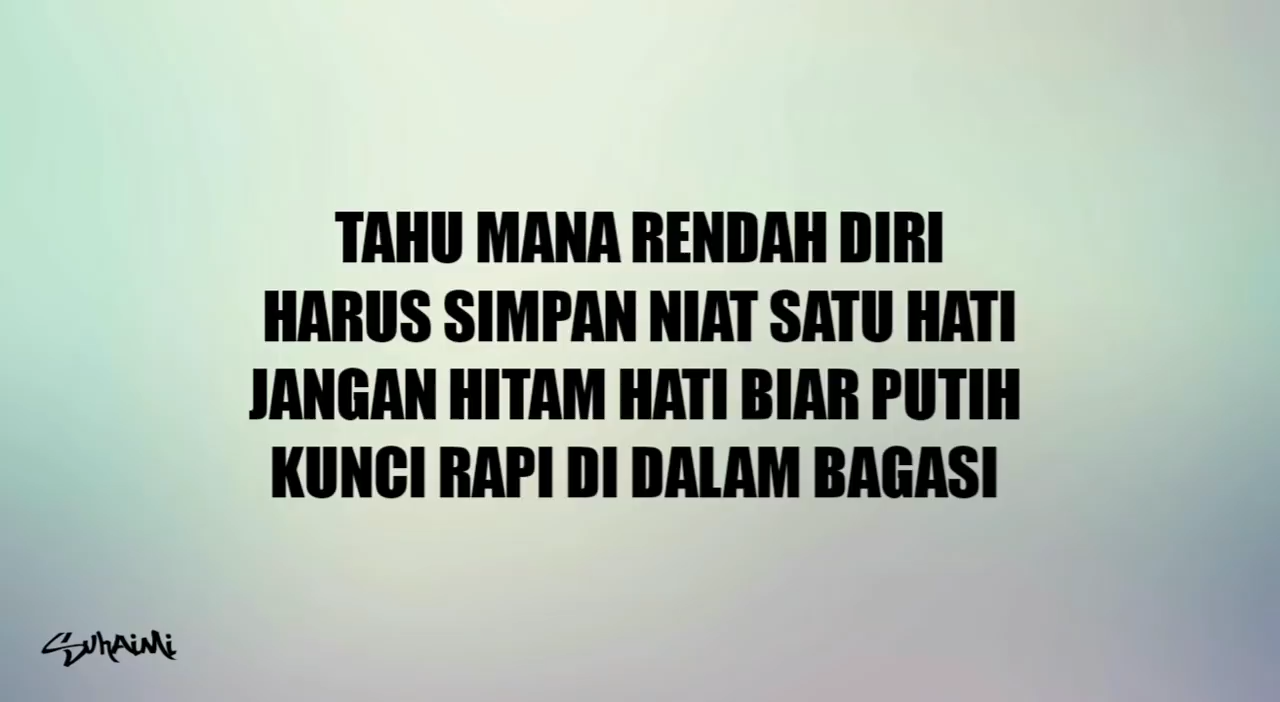 TAHU MANA RENDAH DIRI
HARUS SIMPAN NIAT SATU HATI
JANGAN HITAM HATI BIAR PUTIH
KUNCI RAPI DI DALAM BAGASI
SuhAiMi